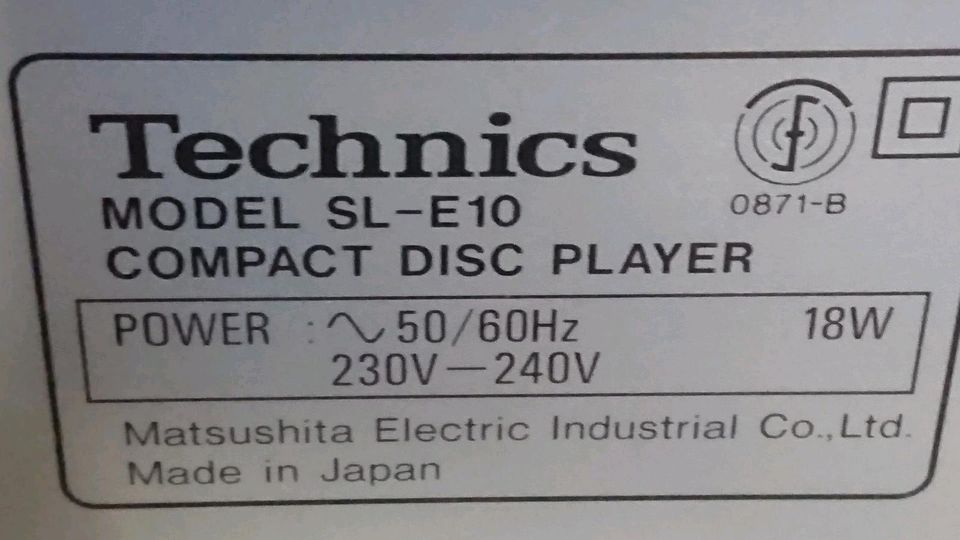 Technics
0871-B
MODEL SL-E10
COMPACT DISC PLAYER
POWER : ∿ 50/60Hz 18W
230V—240V
Matsushita Electric Industrial Co.,Ltd.
Made in Japan